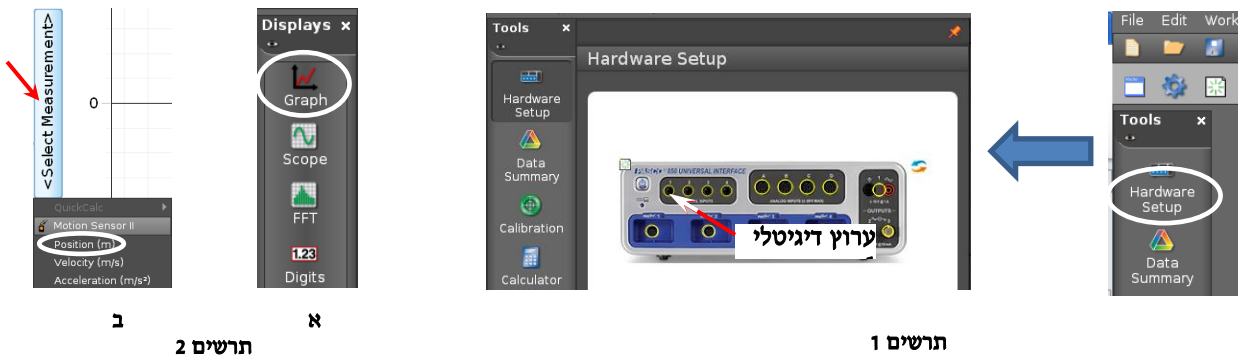 File Edit Work
Tools ×
Hardware
Setup
Data
Summary
Tools ×
Hardware Setup
Hardware
Setup
Data
Summary
Calibration
Calculator
850 UNIVERSAL INTERFACE
ערוץ דיגיטלי
תרשים 1
Displays ×
Graph
Scope
FFT
1.23
Digits
א
<Select Measurement>
0
QuickCalc
Motion Sensor II
Position (m)
Velocity (m/s)
Acceleration (m/s²)
ב
תרשים 2